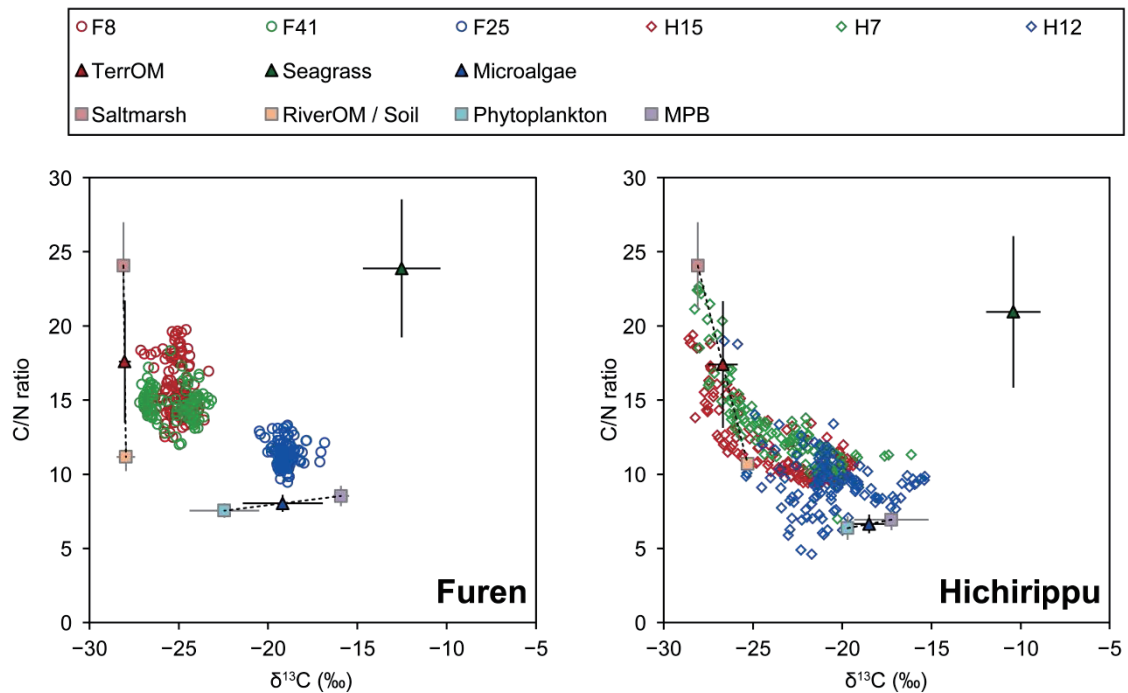 F8 F41 F25 H15 H7 H12
TerrOM Seagrass Microalgae
Saltmarsh RiverOM / Soil Phytoplankton MPB
C/N ratio
30
25
20
15
10
5
0
Furen
−30 −25 −20 −15 −10 −5
δ¹³C (‰)
C/N ratio
30
25
20
15
10
5
0
Hichirippu
−30 −25 −20 −15 −10 −5
δ¹³C (‰)